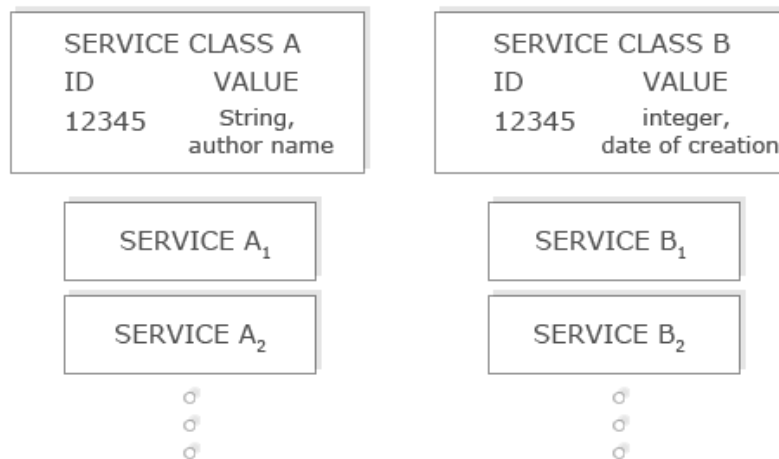 SERVICE CLASS A
ID VALUE
12345 String,
author name
SERVICE A₁
SERVICE A₂
SERVICE CLASS B
ID VALUE
12345 integer,
date of creation
SERVICE B₁
SERVICE B₂